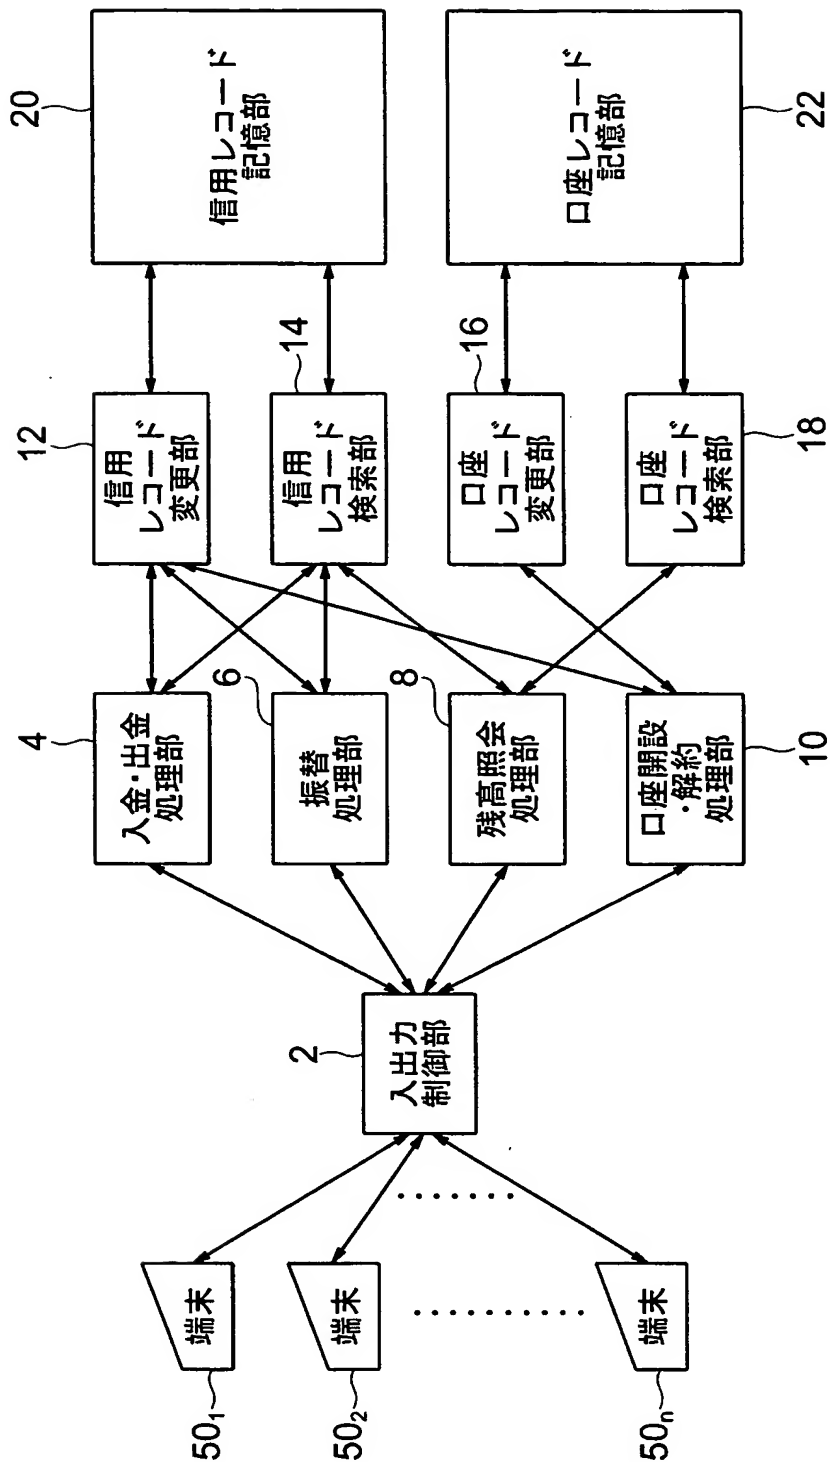 50₁
端末
50₂
端末
50ₙ
端末
2
入出力
制御部
4
入金・出金
処理部
6
振替
処理部
8
残高照会
処理部
10
口座開設
・解約
処理部
12
信用
レコード
変更部
14
信用
レコード
検索部
16
口座
レコード
変更部
18
口座
レコード
検索部
20
信用レコード
記憶部
22
口座レコード
記憶部